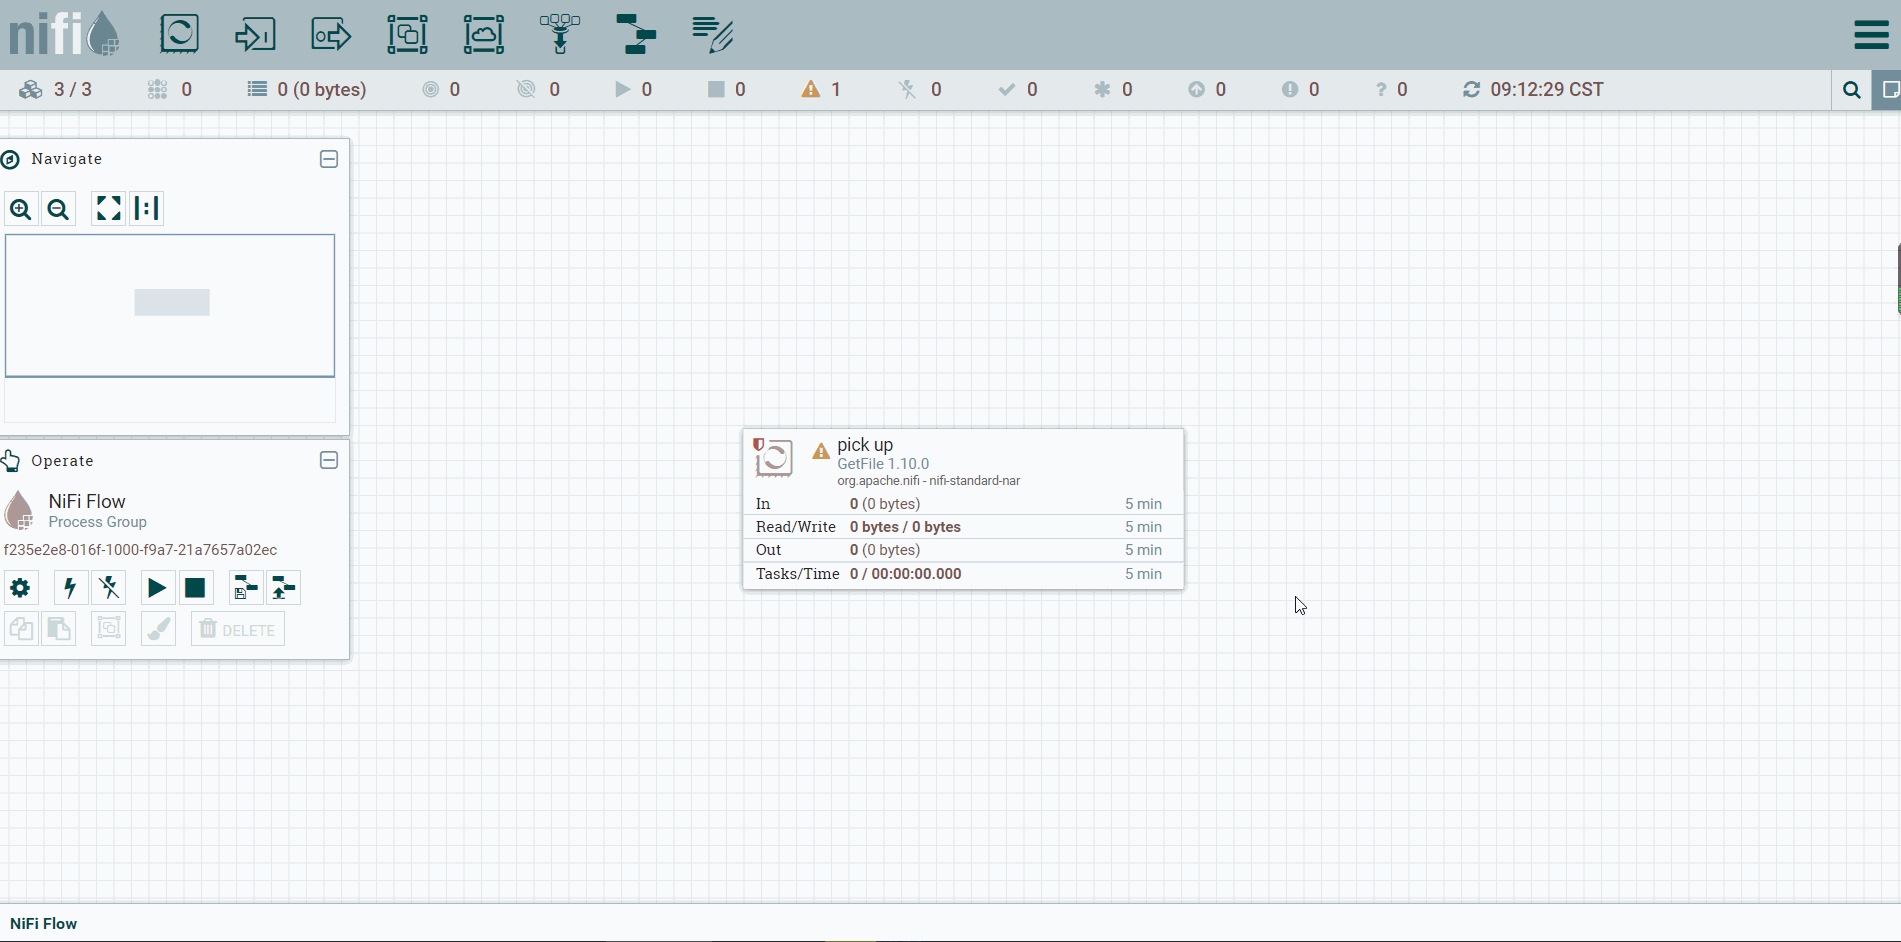 nifi
3 / 3 0 0 (0 bytes) 0 0 0 0 1 0 0 0 0 0 ? 0 09:12:29 CST
Navigate
Operate
NiFi Flow
Process Group
f235e2e8-016f-1000-f9a7-21a7657a02ec
DELETE
pick up
GetFile 1.10.0
org.apache.nifi - nifi-standard-nar
In 0 (0 bytes) 5 min
Read/Write 0 bytes / 0 bytes 5 min
Out 0 (0 bytes) 5 min
Tasks/Time 0 / 00:00:00.000 5 min
NiFi Flow